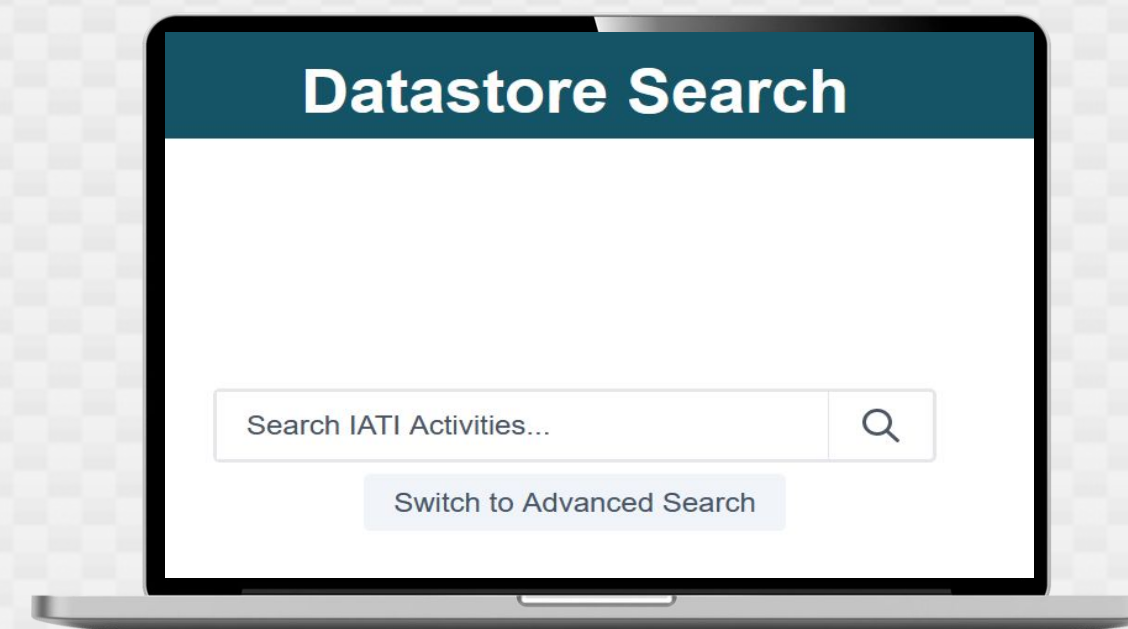 Datastore Search
Search IATI Activities...
Switch to Advanced Search